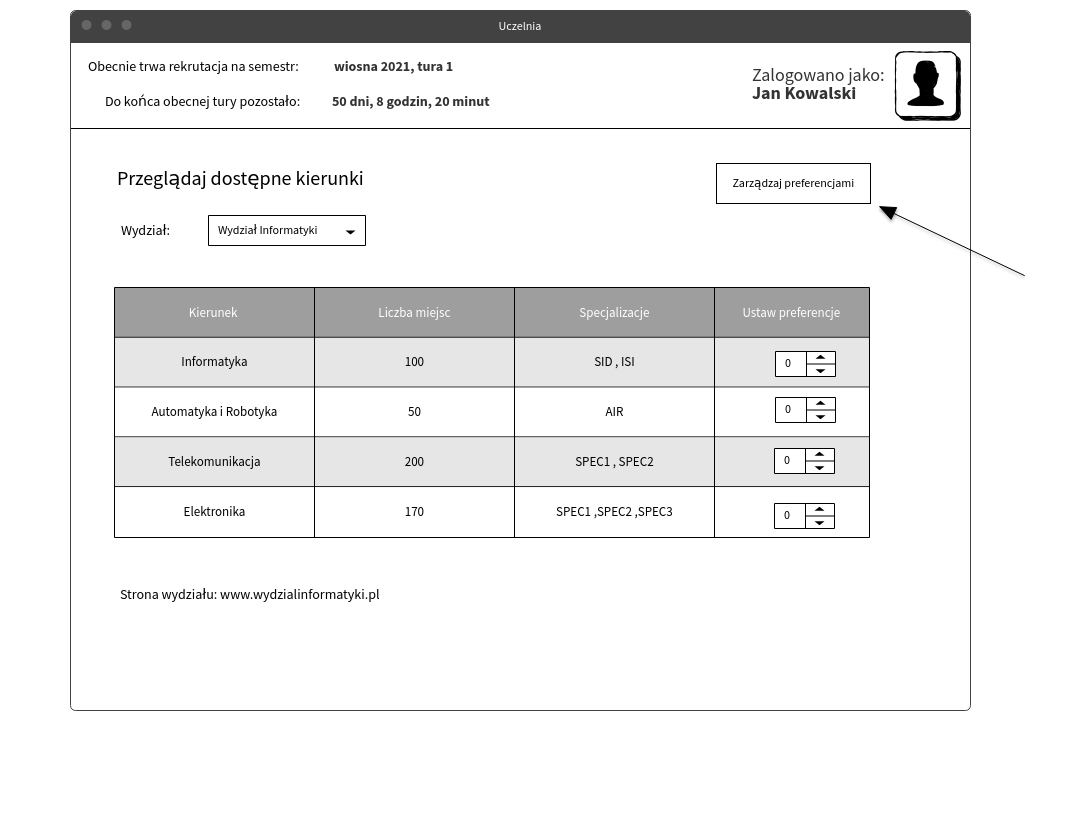 Uczelnia
Obecnie trwa rekrutacja na semestr: wiosna 2021, tura 1
Do końca obecnej tury pozostało: 50 dni, 8 godzin, 20 minut
Zalogowano jako:
Jan Kowalski
Przeglądaj dostępne kierunki
Zarządzaj preferencjami
Wydział: Wydział Informatyki
Kierunek Liczba miejsc Specjalizacje Ustaw preferencje
Informatyka 100 SID , ISI 0
Automatyka i Robotyka 50 AIR 0
Telekomunikacja 200 SPEC1 , SPEC2 0
Elektronika 170 SPEC1 ,SPEC2 ,SPEC3 0
Strona wydziału: www.wydzialinformatyki.pl